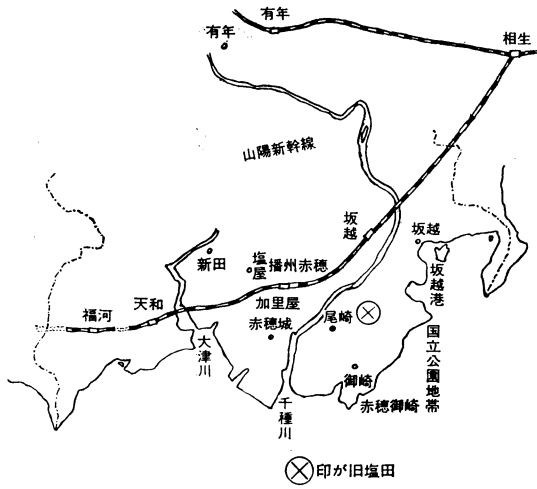 有年
有年
相生
山陽新幹線
坂越
坂越
坂越港
新田
塩屋
播州赤穂
加里屋
天和
福河
赤穂城
尾崎
大津川
千種川
御崎
赤穂御崎
国立公園地帯
印が旧塩田